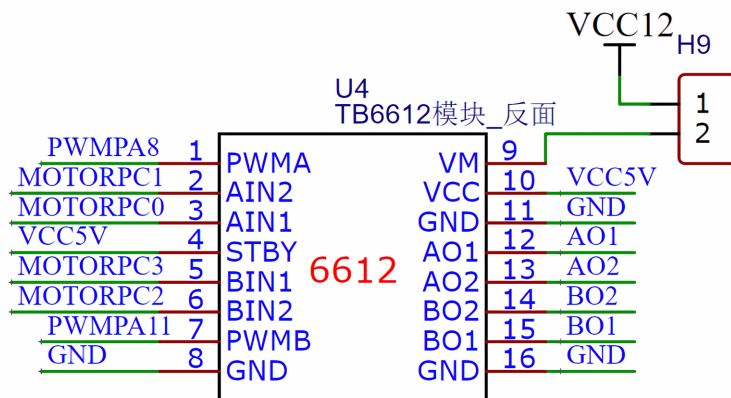 VCC12
H9
U4
TB6612模块_反面
1
2
PWMPA8 1 PWMA VM 9
MOTORPC1 2 AIN2 VCC 10 VCC5V
MOTORPC0 3 AIN1 GND 11 GND
VCC5V 4 STBY AO1 12 AO1
MOTORPC3 5 BIN1 6612 AO2 13 AO2
MOTORPC2 6 BIN2 BO2 14 BO2
PWMPA11 7 PWMB BO1 15 BO1
GND 8 GND GND 16 GND